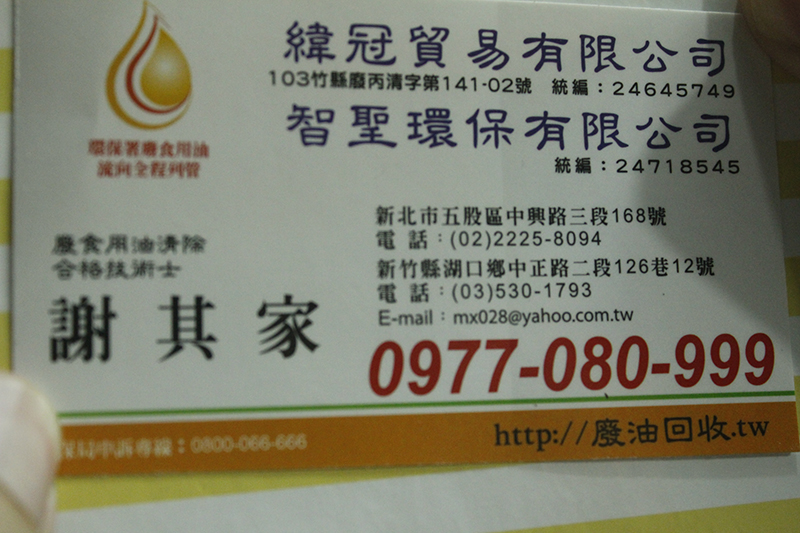 緯冠貿易有限公司
103竹縣廢丙清字第141-02號 統編：24645749
智聖環保有限公司
統編：24718545
環保署廢食用油
流向全程列管
廢食用油清除
合格技術士
謝其家
新北市五股區中興路三段168號
電話：(02)2225-8094
新竹縣湖口鄉中正路二段126巷12號
電話：(03)530-1793
E-mail：mx028@yahoo.com.tw
0977-080-999
保局申訴專線：0800-066-666
http://廢油回收.tw